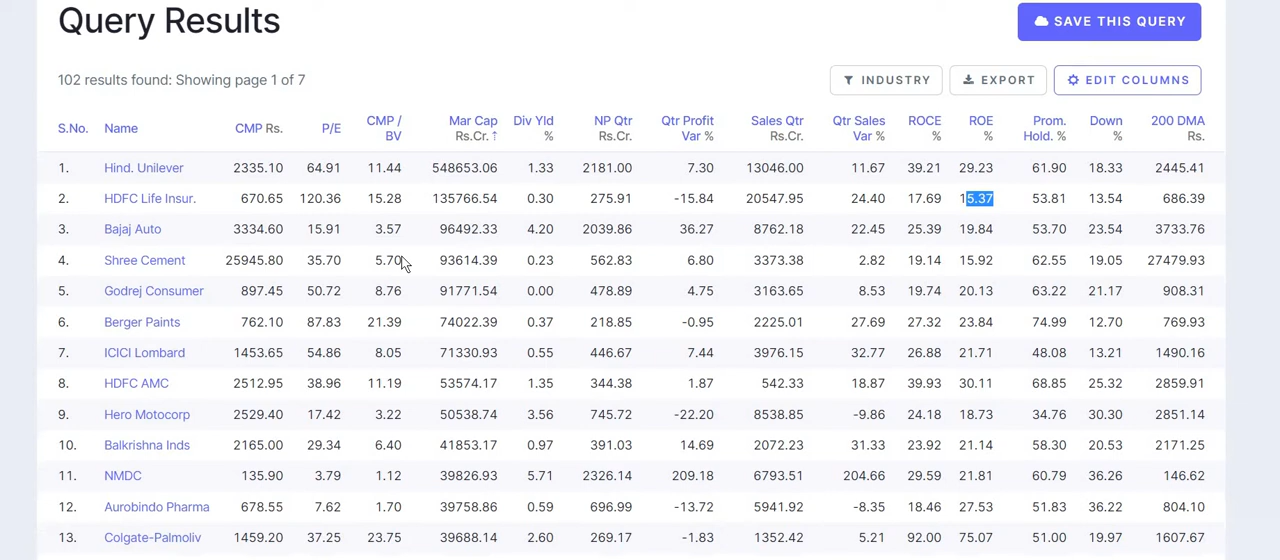 Query Results
SAVE THIS QUERY
102 results found: Showing page 1 of 7
INDUSTRY EXPORT EDIT COLUMNS
S.No. Name CMP Rs. P/E CMP / BV Mar Cap Rs.Cr. ↑ Div Yld % NP Qtr Rs.Cr. Qtr Profit Var % Sales Qtr Rs.Cr. Qtr Sales Var % ROCE % ROE % Prom. Hold. % Down % 200 DMA Rs.
1. Hind. Unilever 2335.10 64.91 11.44 548653.06 1.33 2181.00 7.30 13046.00 11.67 39.21 29.23 61.90 18.33 2445.41
2. HDFC Life Insur. 670.65 120.36 15.28 135766.54 0.30 275.91 -15.84 20547.95 24.40 17.69 15.37 53.81 13.54 686.39
3. Bajaj Auto 3334.60 15.91 3.57 96492.33 4.20 2039.86 36.27 8762.18 22.45 25.39 19.84 53.70 23.54 3733.76
4. Shree Cement 25945.80 35.70 5.70 93614.39 0.23 562.83 6.80 3373.38 2.82 19.14 15.92 62.55 19.05 27479.93
5. Godrej Consumer 897.45 50.72 8.76 91771.54 0.00 478.89 4.75 3163.65 8.53 19.74 20.13 63.22 21.17 908.31
6. Berger Paints 762.10 87.83 21.39 74022.39 0.37 218.85 -0.95 2225.01 27.69 27.32 23.84 74.99 12.70 769.93
7. ICICI Lombard 1453.65 54.86 8.05 71330.93 0.55 446.67 7.44 3976.15 32.77 26.88 21.71 48.08 13.21 1490.16
8. HDFC AMC 2512.95 38.96 11.19 53574.17 1.35 344.38 1.87 542.33 18.87 39.93 30.11 68.85 25.32 2859.91
9. Hero Motocorp 2529.40 17.42 3.22 50538.74 3.56 745.72 -22.20 8538.85 -9.86 24.18 18.73 34.76 30.30 2851.14
10. Balkrishna Inds 2165.00 29.34 6.40 41853.17 0.97 391.03 14.69 2072.23 31.33 23.92 21.14 58.30 20.53 2171.25
11. NMDC 135.90 3.79 1.12 39826.93 5.71 2326.14 209.18 6793.51 204.66 29.59 21.81 60.79 36.26 146.62
12. Aurobindo Pharma 678.55 7.62 1.70 39758.86 0.59 696.99 -13.72 5941.92 -8.35 18.46 27.53 51.83 36.22 804.10
13. Colgate-Palmoliv 1459.20 37.25 23.75 39688.14 2.60 269.17 -1.83 1352.42 5.21 92.00 75.07 51.00 19.97 1607.67